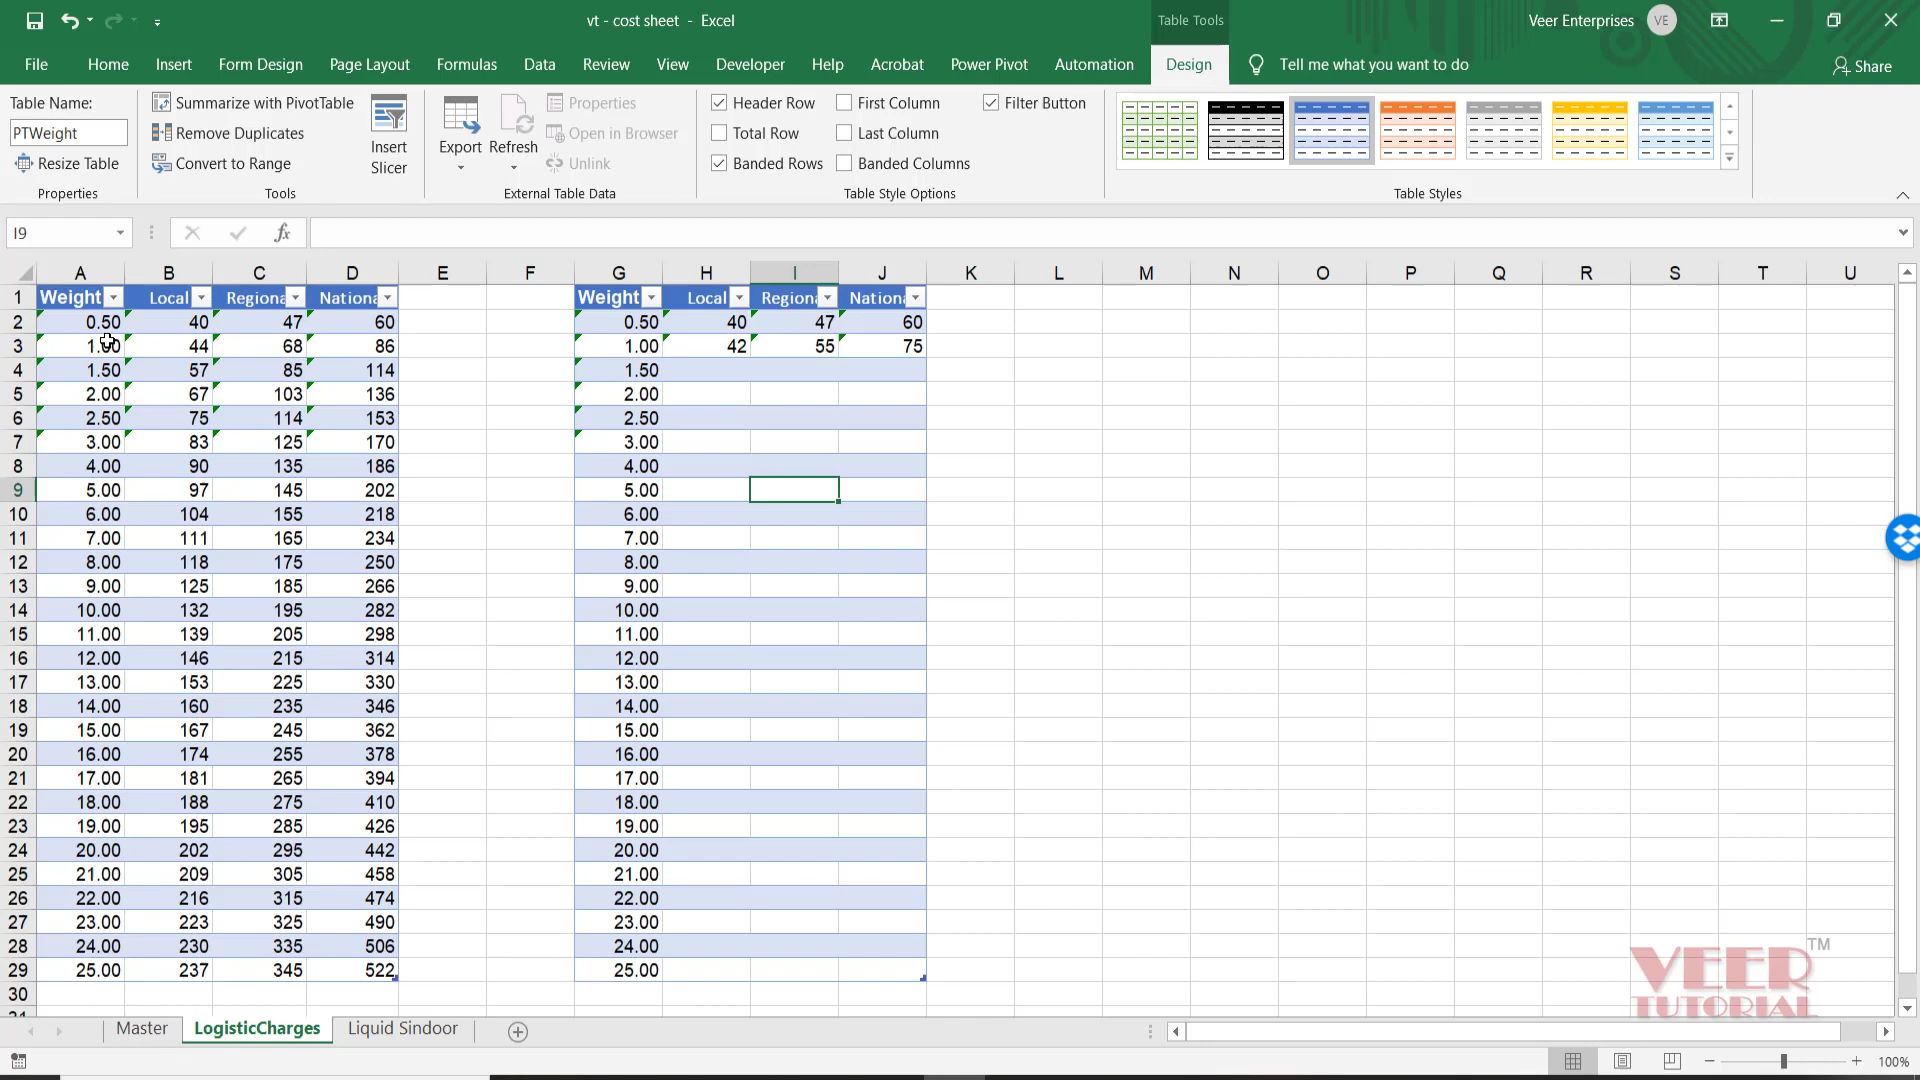 vt - cost sheet - Excel
Table Tools
Veer Enterprises VE
File Home Insert Form Design Page Layout Formulas Data Review View Developer Help Acrobat Power Pivot Automation Design Tell me what you want to do Share
Table Name:
PTWeight
Resize Table
Properties
Summarize with PivotTable
Remove Duplicates
Convert to Range
Tools
Insert
Slicer
Export
Refresh
Properties
Open in Browser
Unlink
External Table Data
Header Row First Column Filter Button
Total Row Last Column
Banded Rows Banded Columns
Table Style Options
Table Styles
I9 fx
A B C D E F G H I J K L M N O P Q R S T U
1 Weight Local Regiona Nationa Weight Local Regiona Nationa
2 0.50 40 47 60 0.50 40 47 60
3 1.00 44 68 86 1.00 42 55 75
4 1.50 57 85 114 1.50
5 2.00 67 103 136 2.00
6 2.50 75 114 153 2.50
7 3.00 83 125 170 3.00
8 4.00 90 135 186 4.00
9 5.00 97 145 202 5.00
10 6.00 104 155 218 6.00
11 7.00 111 165 234 7.00
12 8.00 118 175 250 8.00
13 9.00 125 185 266 9.00
14 10.00 132 195 282 10.00
15 11.00 139 205 298 11.00
16 12.00 146 215 314 12.00
17 13.00 153 225 330 13.00
18 14.00 160 235 346 14.00
19 15.00 167 245 362 15.00
20 16.00 174 255 378 16.00
21 17.00 181 265 394 17.00
22 18.00 188 275 410 18.00
23 19.00 195 285 426 19.00
24 20.00 202 295 442 20.00
25 21.00 209 305 458 21.00
26 22.00 216 315 474 22.00
27 23.00 223 325 490 23.00
28 24.00 230 335 506 24.00
29 25.00 237 345 522 25.00
30
VEER TM
TUTORIAL
Master LogisticCharges Liquid Sindoor
100%